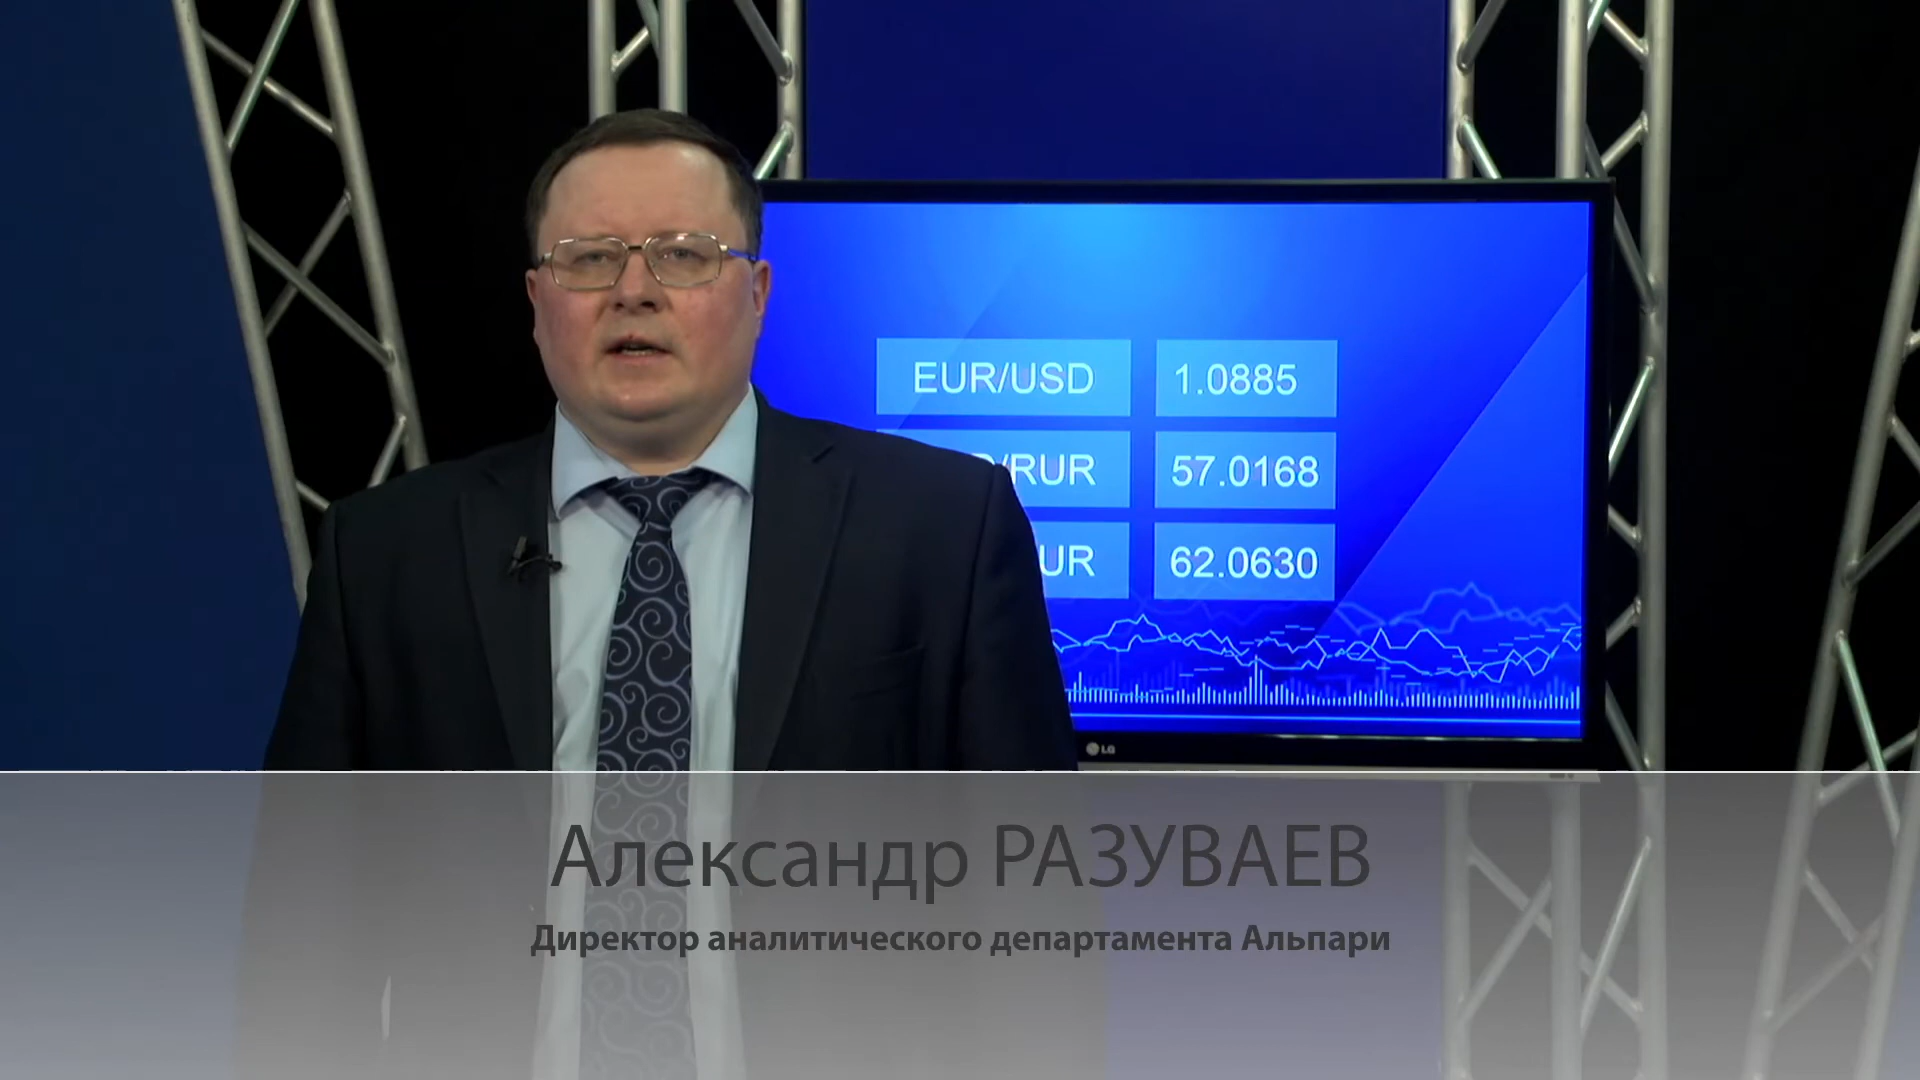 EUR/USD 1.0885
/RUR 57.0168
UR 62.0630
LG
Александр РАЗУВАЕВ
Директор аналитического департамента Альпари